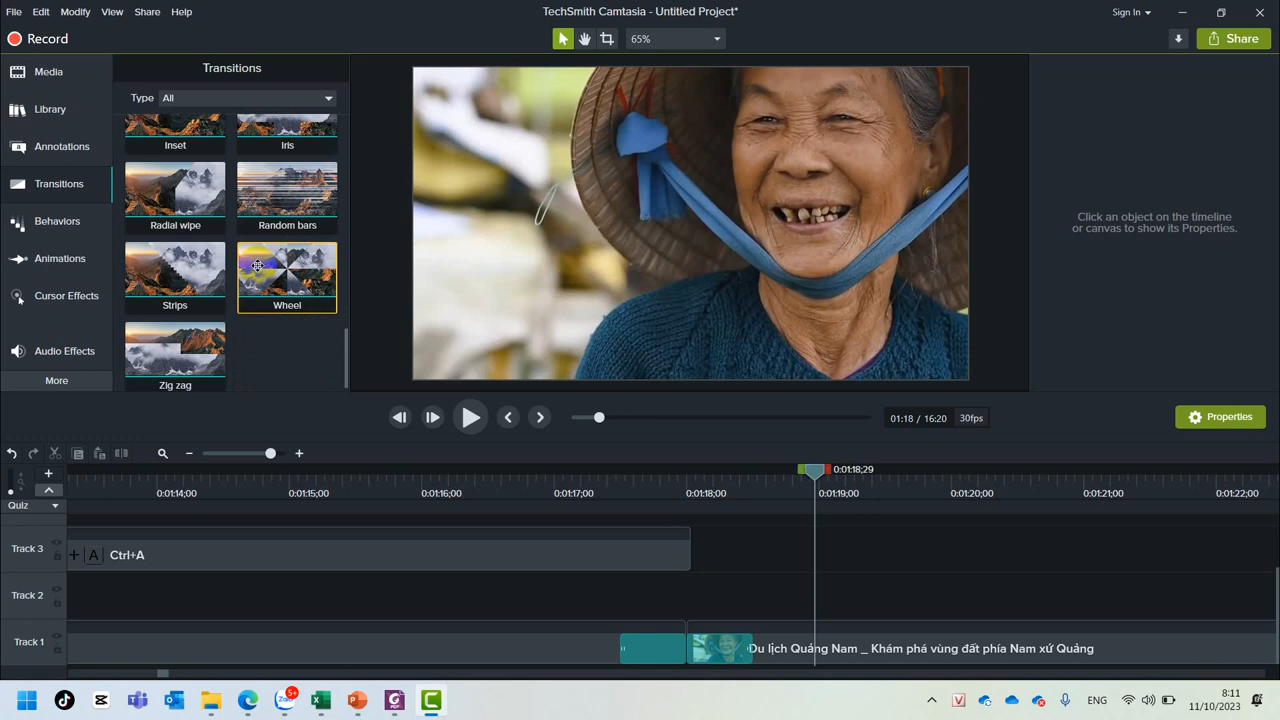 File Edit Modify View Share Help
TechSmith Camtasia - Untitled Project*
Sign In
Record
65%
Share
Media
Library
Annotations
Transitions
Behaviors
Animations
Cursor Effects
Audio Effects
More
Transitions
Type All
Inset Iris
Radial wipe Random bars
Strips Wheel
Zig zag
Click an object on the timeline
or canvas to show its Properties.
01:18 / 16:20 30fps
Properties
0:01:18;29
0:01:14;00 0:01:15;00 0:01:16;00 0:01:17;00 0:01:18;00 0:01:19;00 0:01:20;00 0:01:21;00 0:01:22;00
Quiz
Track 3
+ A Ctrl+A
Track 2
Track 1
Du lịch Quảng Nam _ Khám phá vùng đất phía Nam xứ Quảng
5+
ENG
8:11
11/10/2023